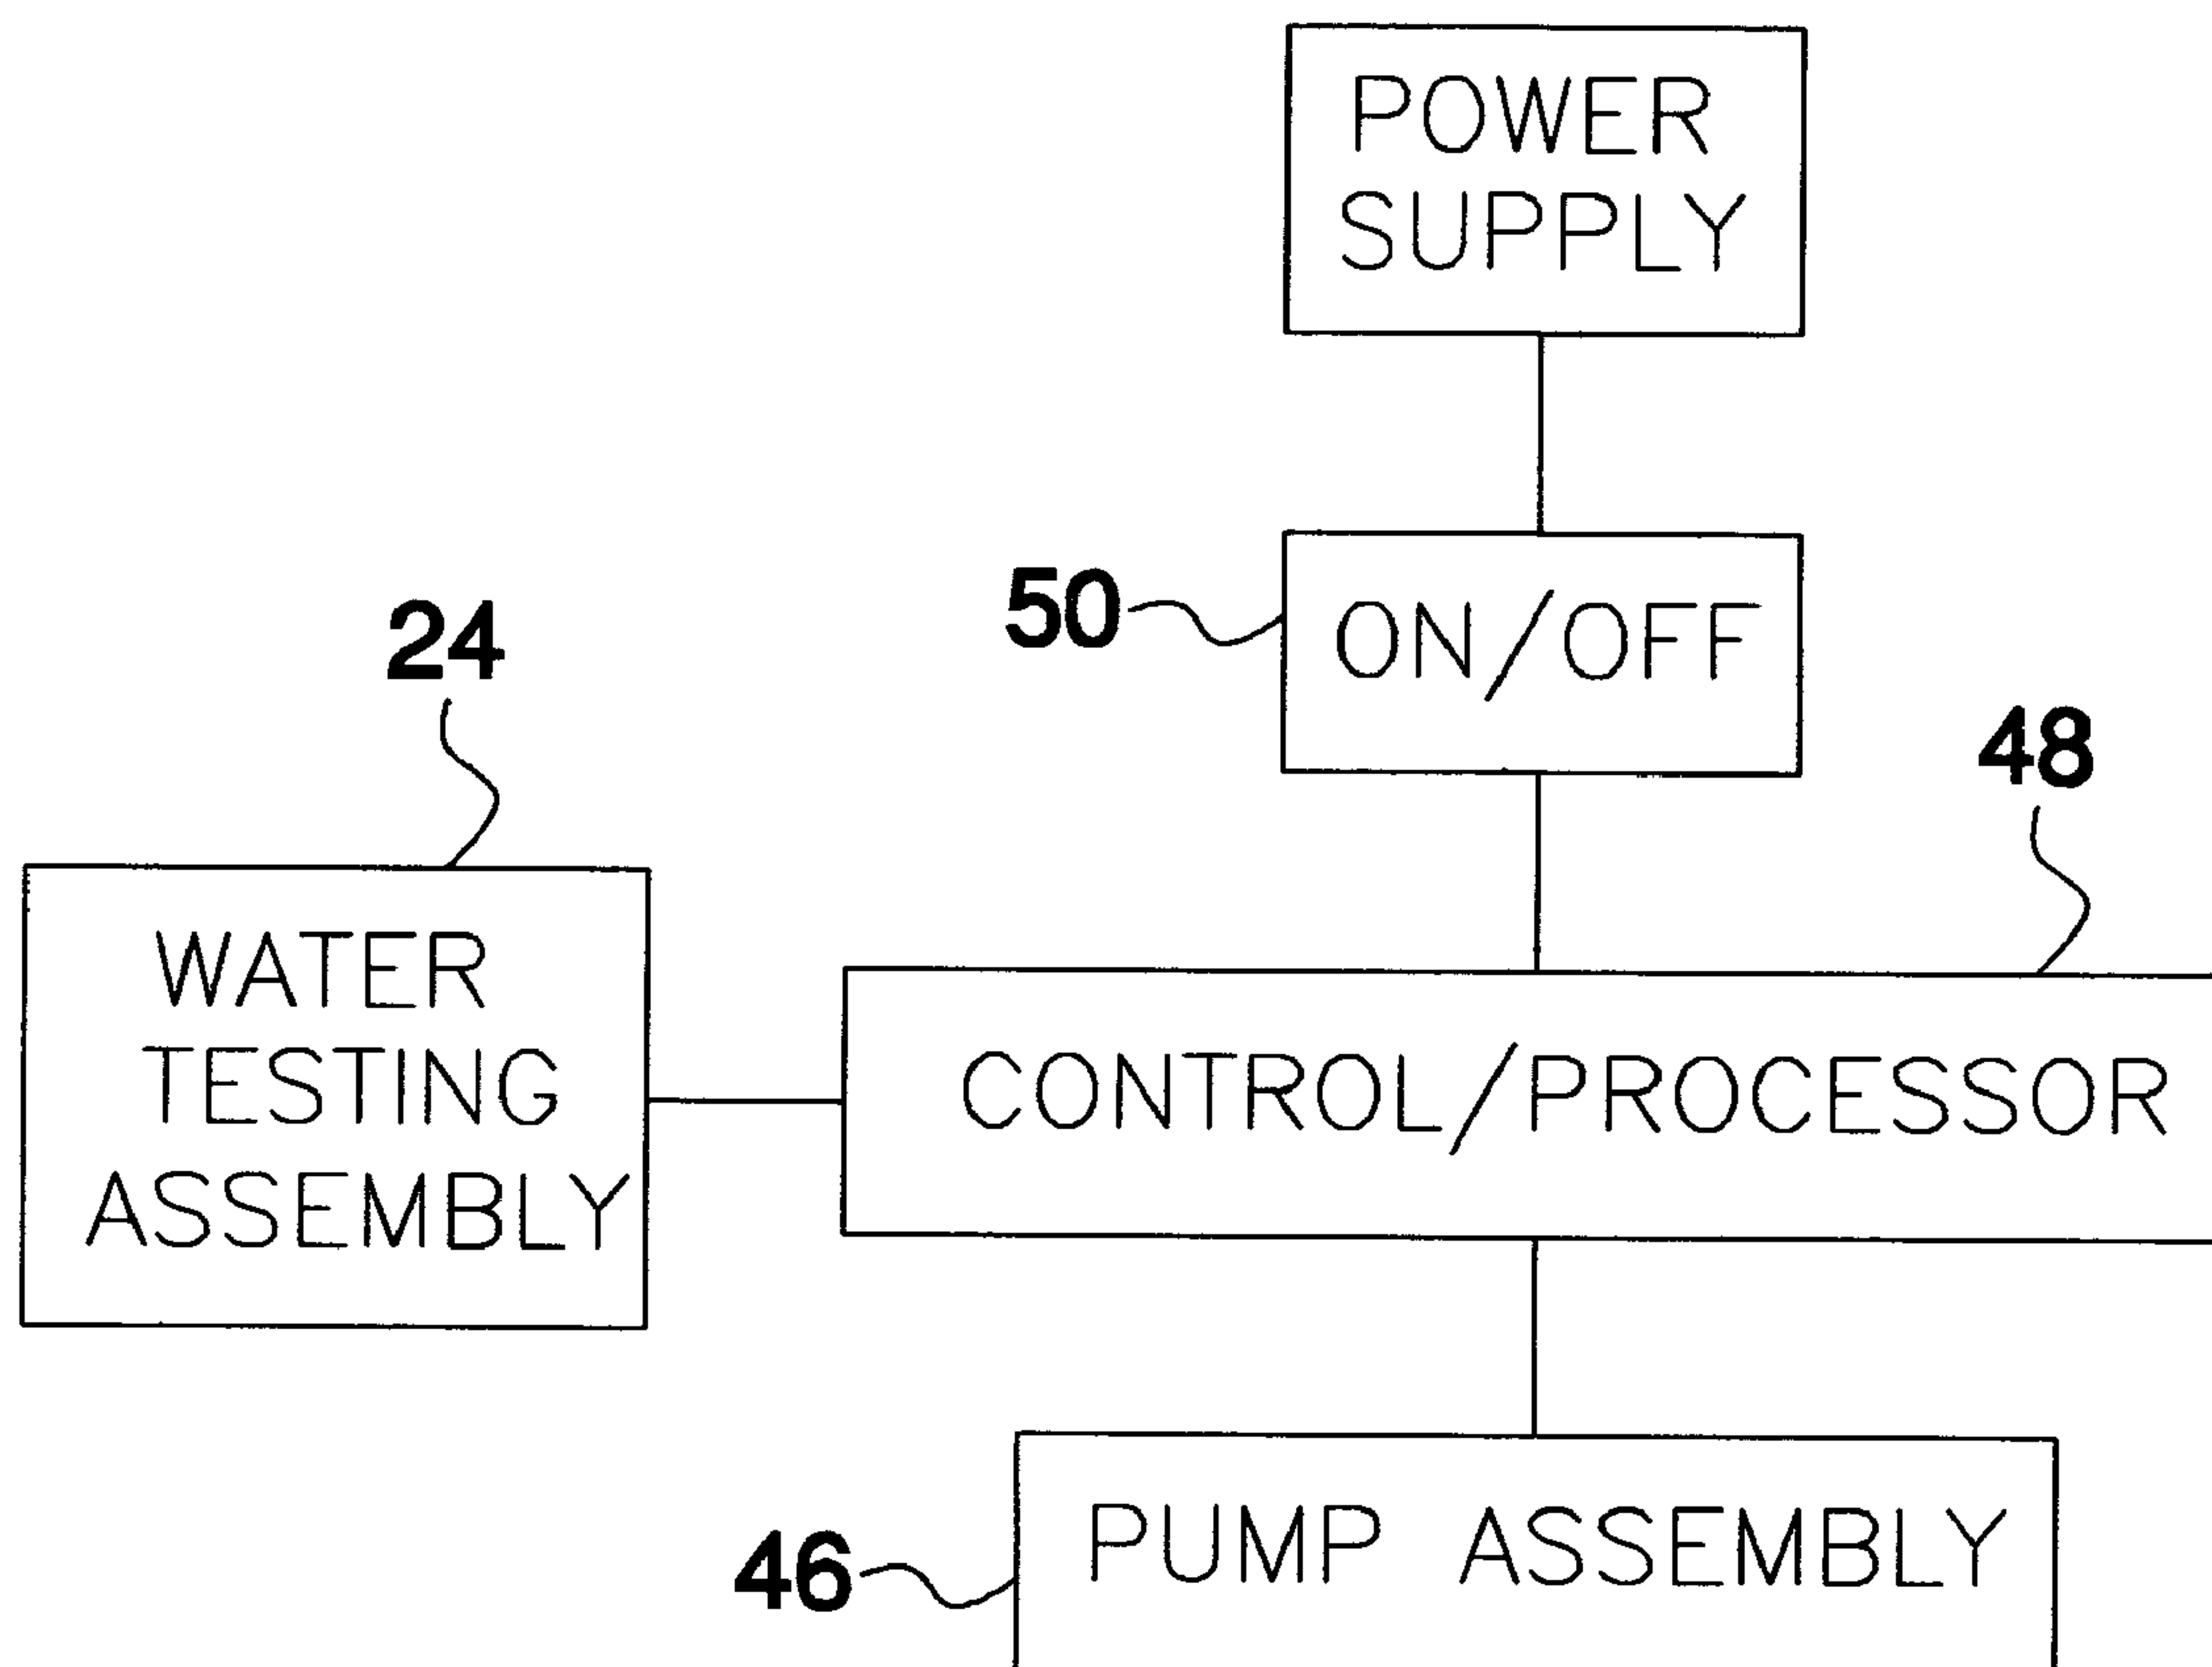 POWER
SUPPLY
50
ON/OFF
24
48
WATER
TESTING
ASSEMBLY
CONTROL/PROCESSOR
46
PUMP ASSEMBLY